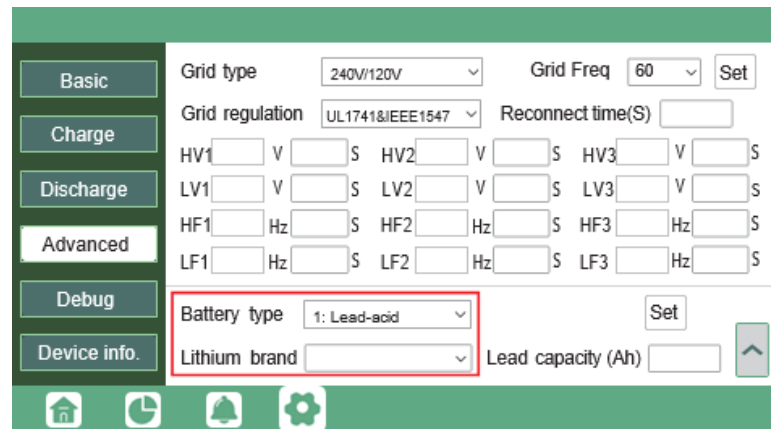 Basic
Charge
Discharge
Advanced
Debug
Device info.
Grid type 240V/120V Grid Freq 60 Set
Grid regulation UL1741&IEEE1547 Reconnect time(S)
HV1 V S HV2 V S HV3 V S
LV1 V S LV2 V S LV3 V S
HF1 Hz S HF2 Hz S HF3 Hz S
LF1 Hz S LF2 Hz S LF3 Hz S
Battery type 1: Lead-acid Set
Lithium brand Lead capacity (Ah)